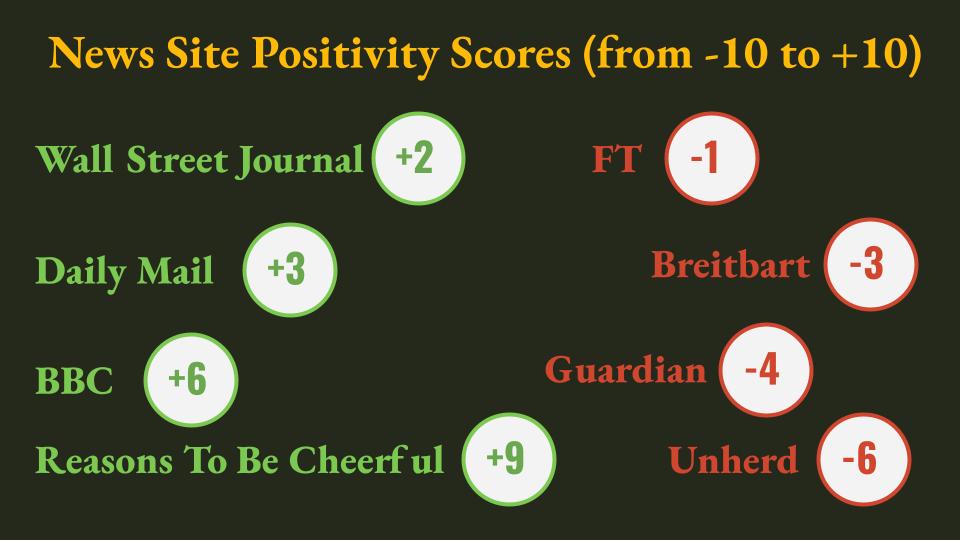 News Site Positivity Scores (from -10 to +10)
Wall Street Journal +2
FT -1
Daily Mail +3
Breitbart -3
BBC +6
Guardian -4
Reasons To Be Cheerful +9
Unherd -6